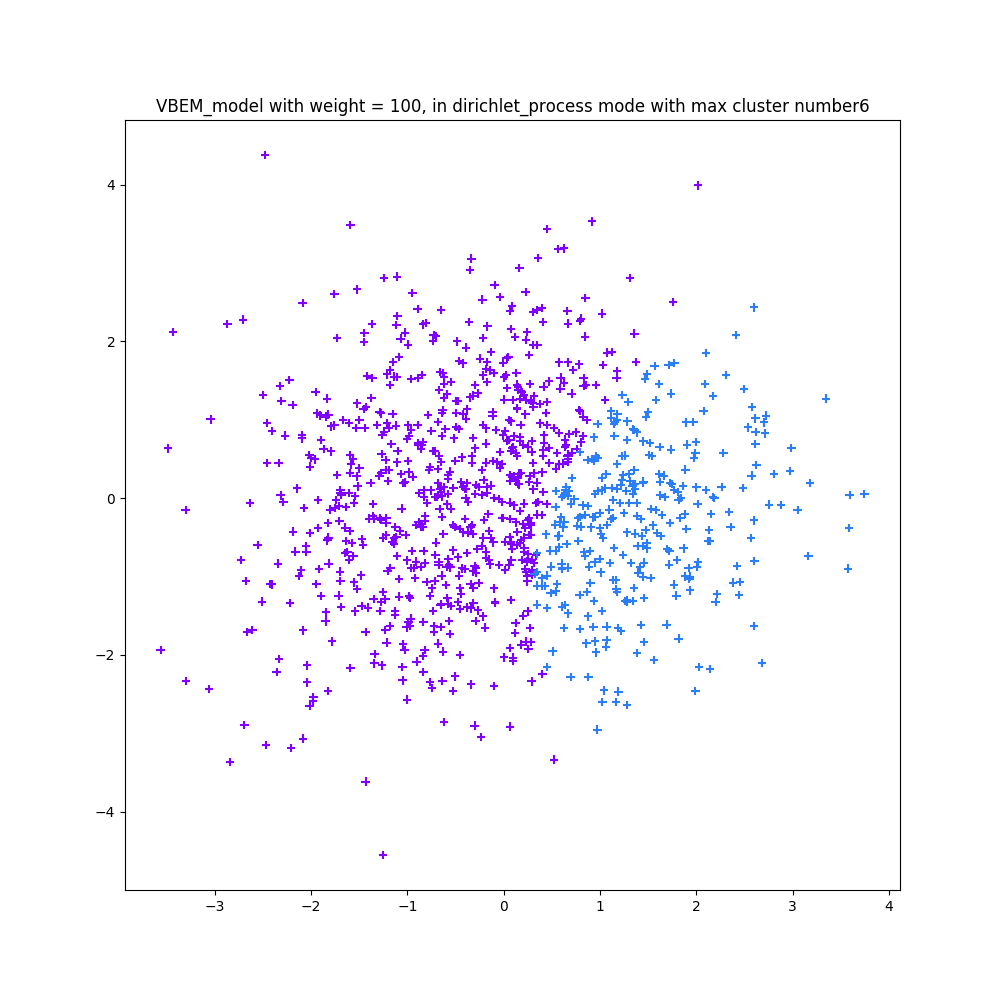 VBEM_model with weight = 100, in dirichlet_process mode with max cluster number6
4
2
0
−2
−4
−3 −2 −1 0 1 2 3 4